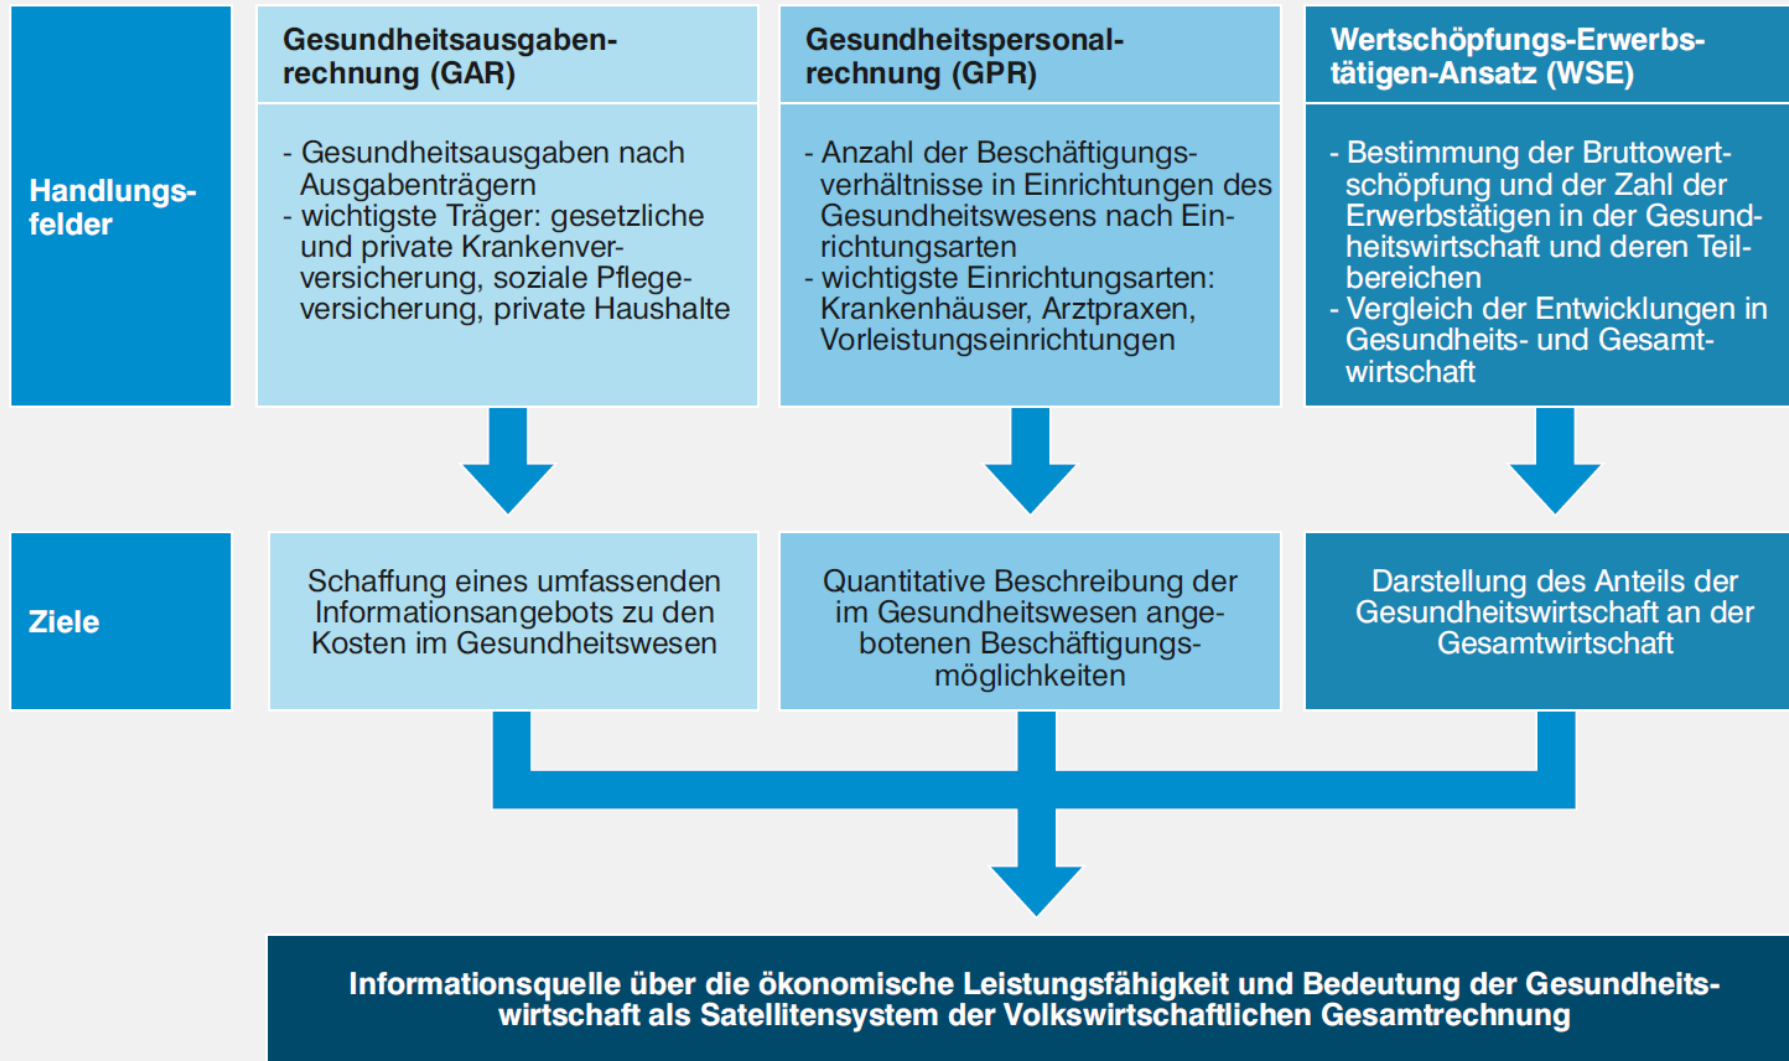 Handlungs-
felder
Gesundheitsausgaben-
rechnung (GAR)
- Gesundheitsausgaben nach
Ausgabenträgern
- wichtigste Träger: gesetzliche
und private Krankenver-
versicherung, soziale Pflege-
versicherung, private Haushalte
Gesundheitspersonal-
rechnung (GPR)
- Anzahl der Beschäftigungs-
verhältnisse in Einrichtungen des
Gesundheitswesens nach Ein-
richtungsarten
- wichtigste Einrichtungsarten:
Krankenhäuser, Arztpraxen,
Vorleistungseinrichtungen
Wertschöpfungs-Erwerbs-
tätigen-Ansatz (WSE)
- Bestimmung der Bruttowert-
schöpfung und der Zahl der
Erwerbstätigen in der Gesund-
heitswirtschaft und deren Teil-
bereichen
- Vergleich der Entwicklungen in
Gesundheits- und Gesamt-
wirtschaft
Ziele
Schaffung eines umfassenden
Informationsangebots zu den
Kosten im Gesundheitswesen
Quantitative Beschreibung der
im Gesundheitswesen ange-
botenen Beschäftigungs-
möglichkeiten
Darstellung des Anteils der
Gesundheitswirtschaft an der
Gesamtwirtschaft
Informationsquelle über die ökonomische Leistungsfähigkeit und Bedeutung der Gesundheits-
wirtschaft als Satellitensystem der Volkswirtschaftlichen Gesamtrechnung